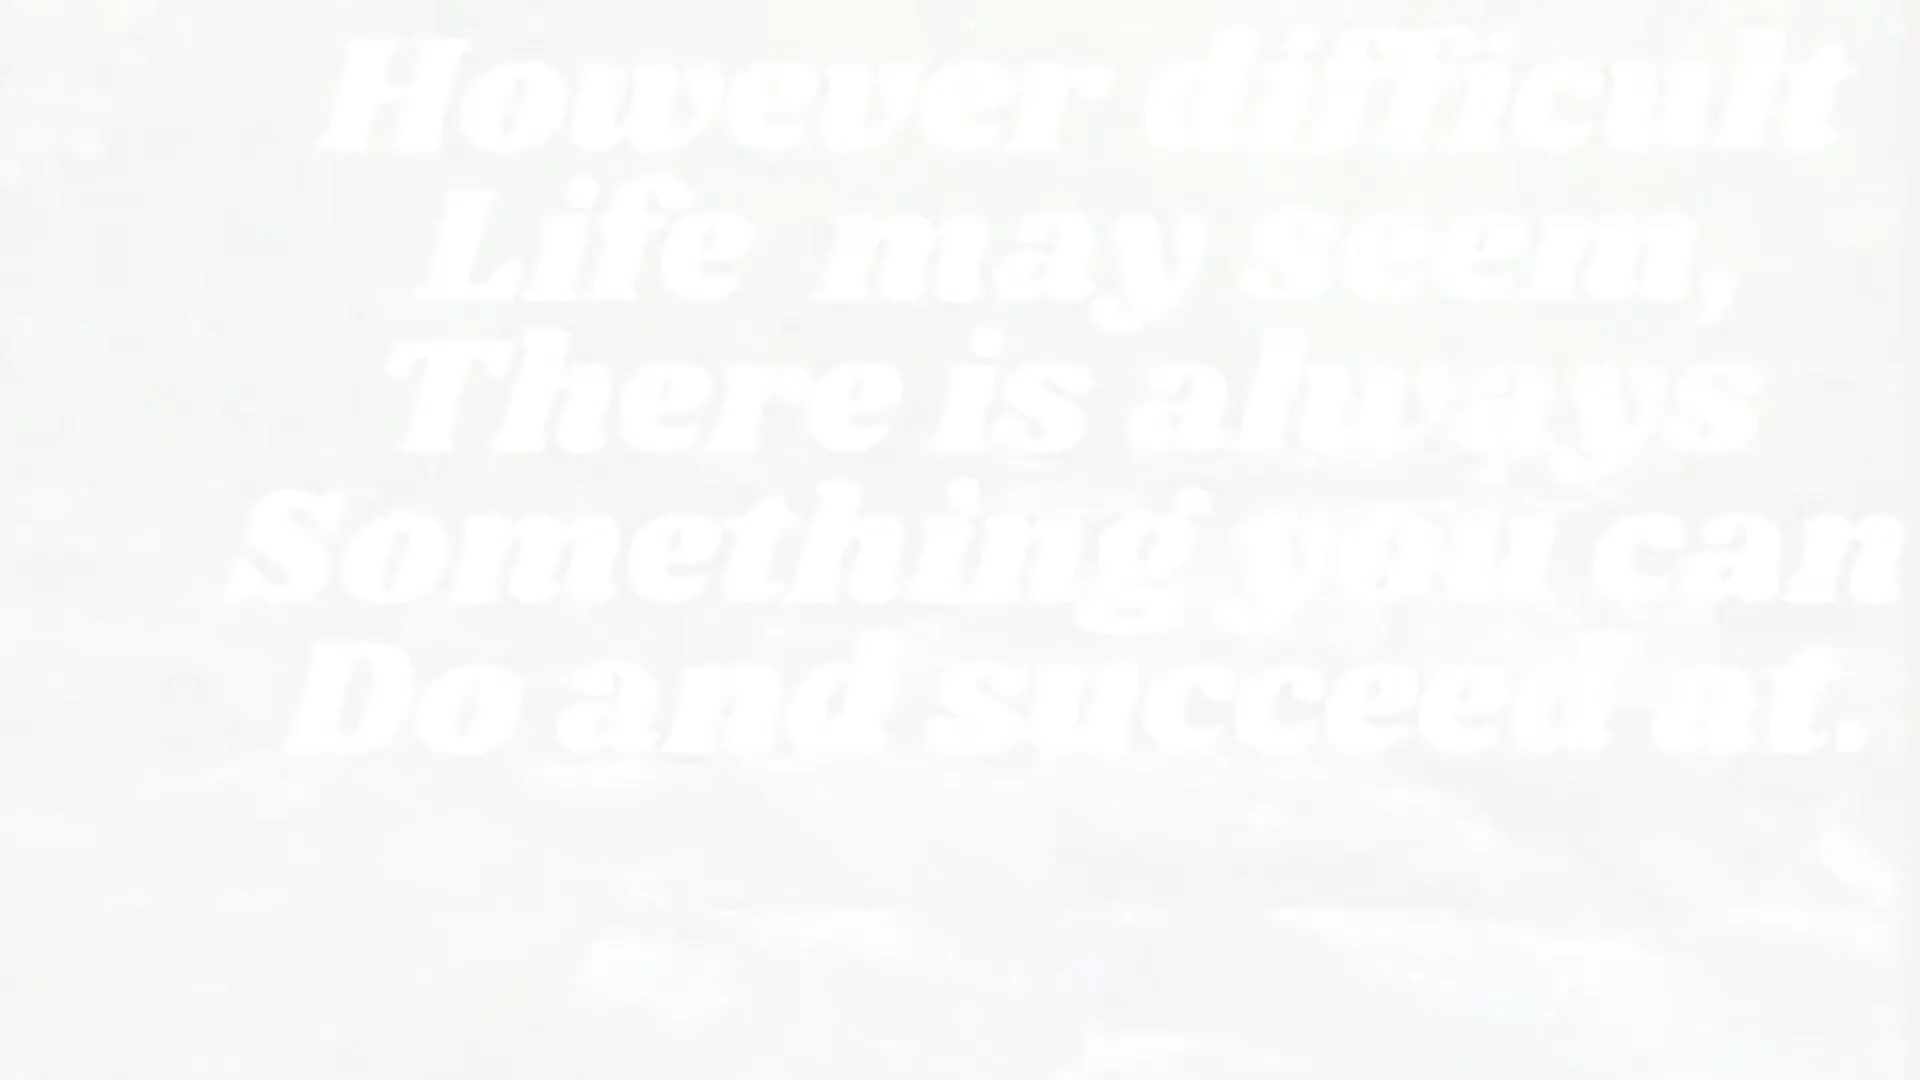 However difficult
Life may seem,
There is always
Something you can
Do and succeed at.